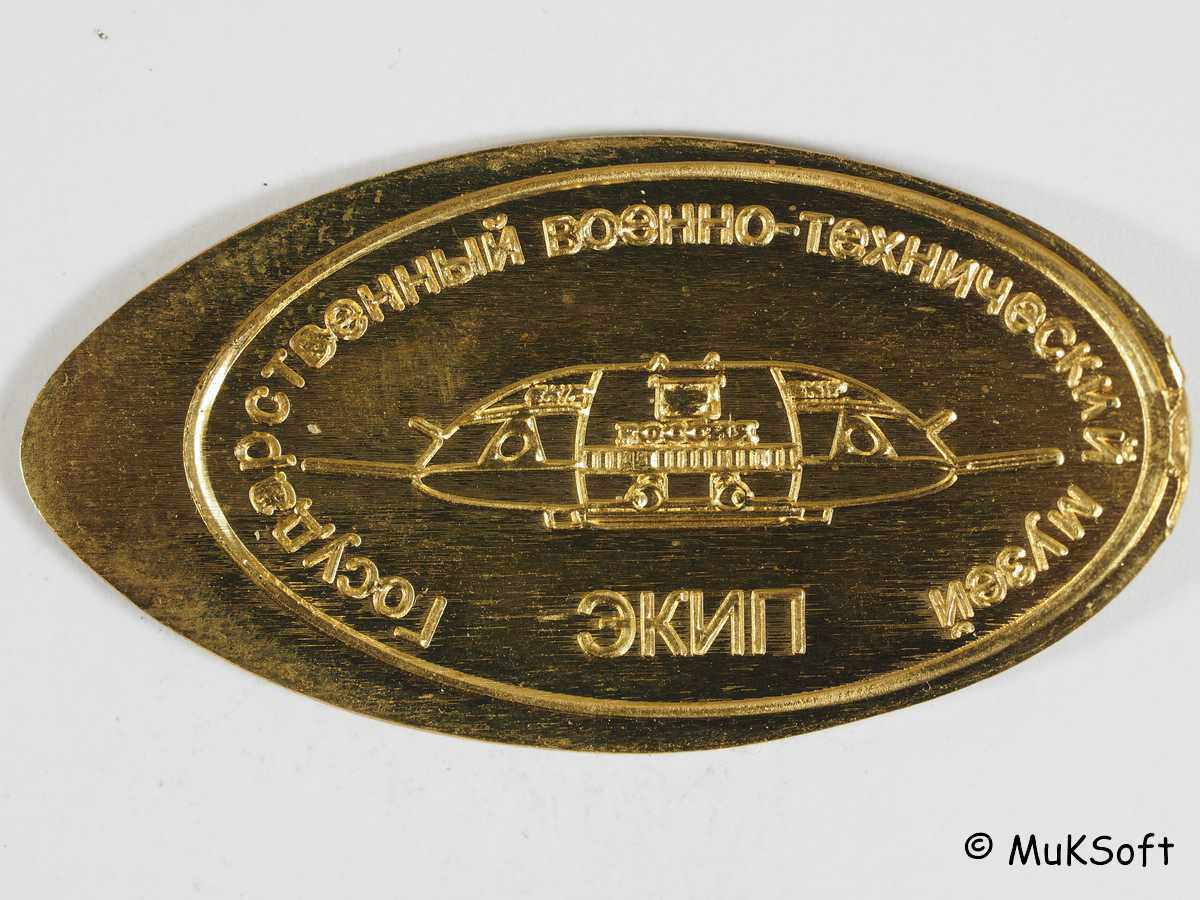 Государственный военно-технический музей
РОССИЯ
ЭКИП
© MuKSoft